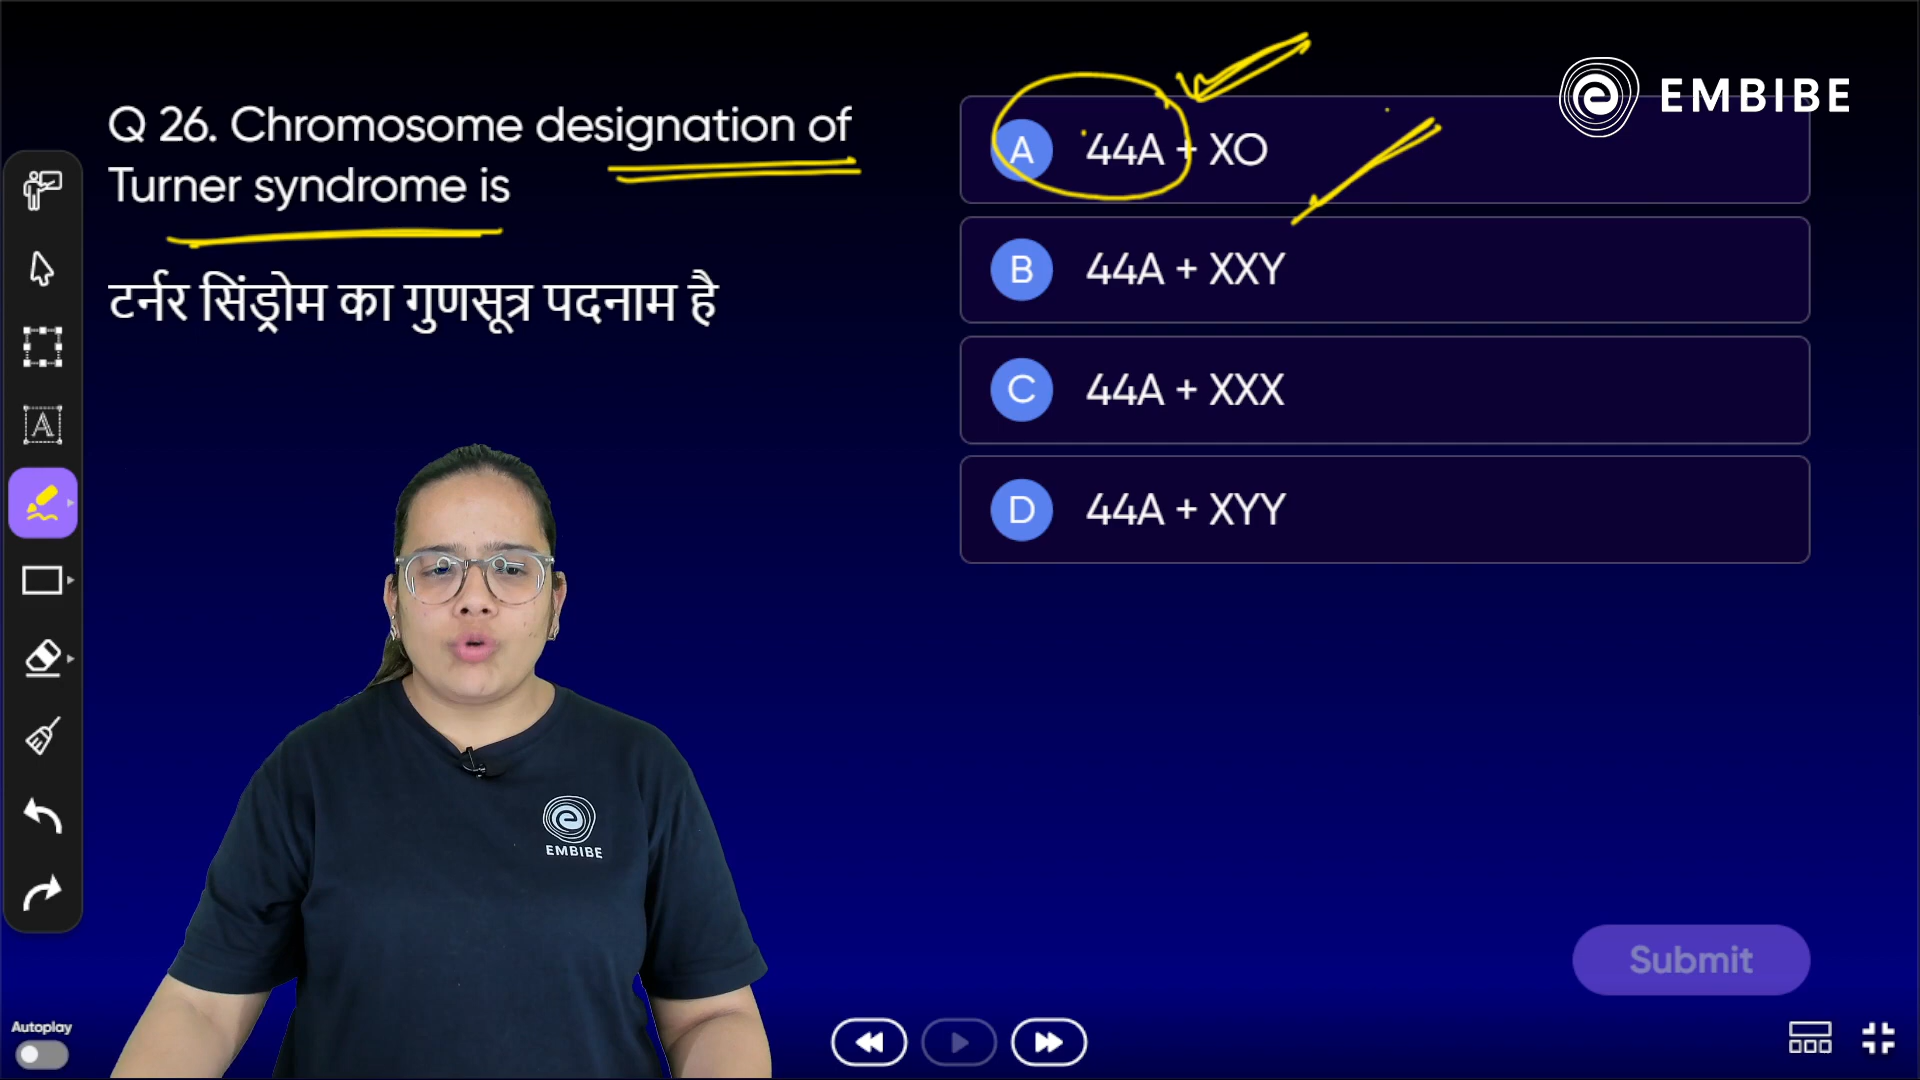 EMBIBE
Q 26. Chromosome designation of
Turner syndrome is
टर्नर सिंड्रोम का गुणसूत्र पदनाम है
A 44A + XO
B 44A + XXY
C 44A + XXX
D 44A + XYY
A
EMBIBE
Submit
Autoplay